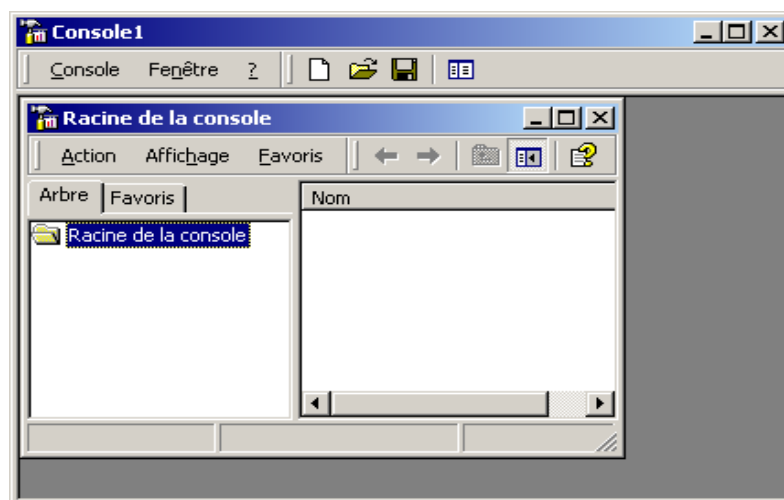 Console1
Console Fenêtre ?
Racine de la console
Action Affichage Favoris
Arbre Favoris
Nom
Racine de la console